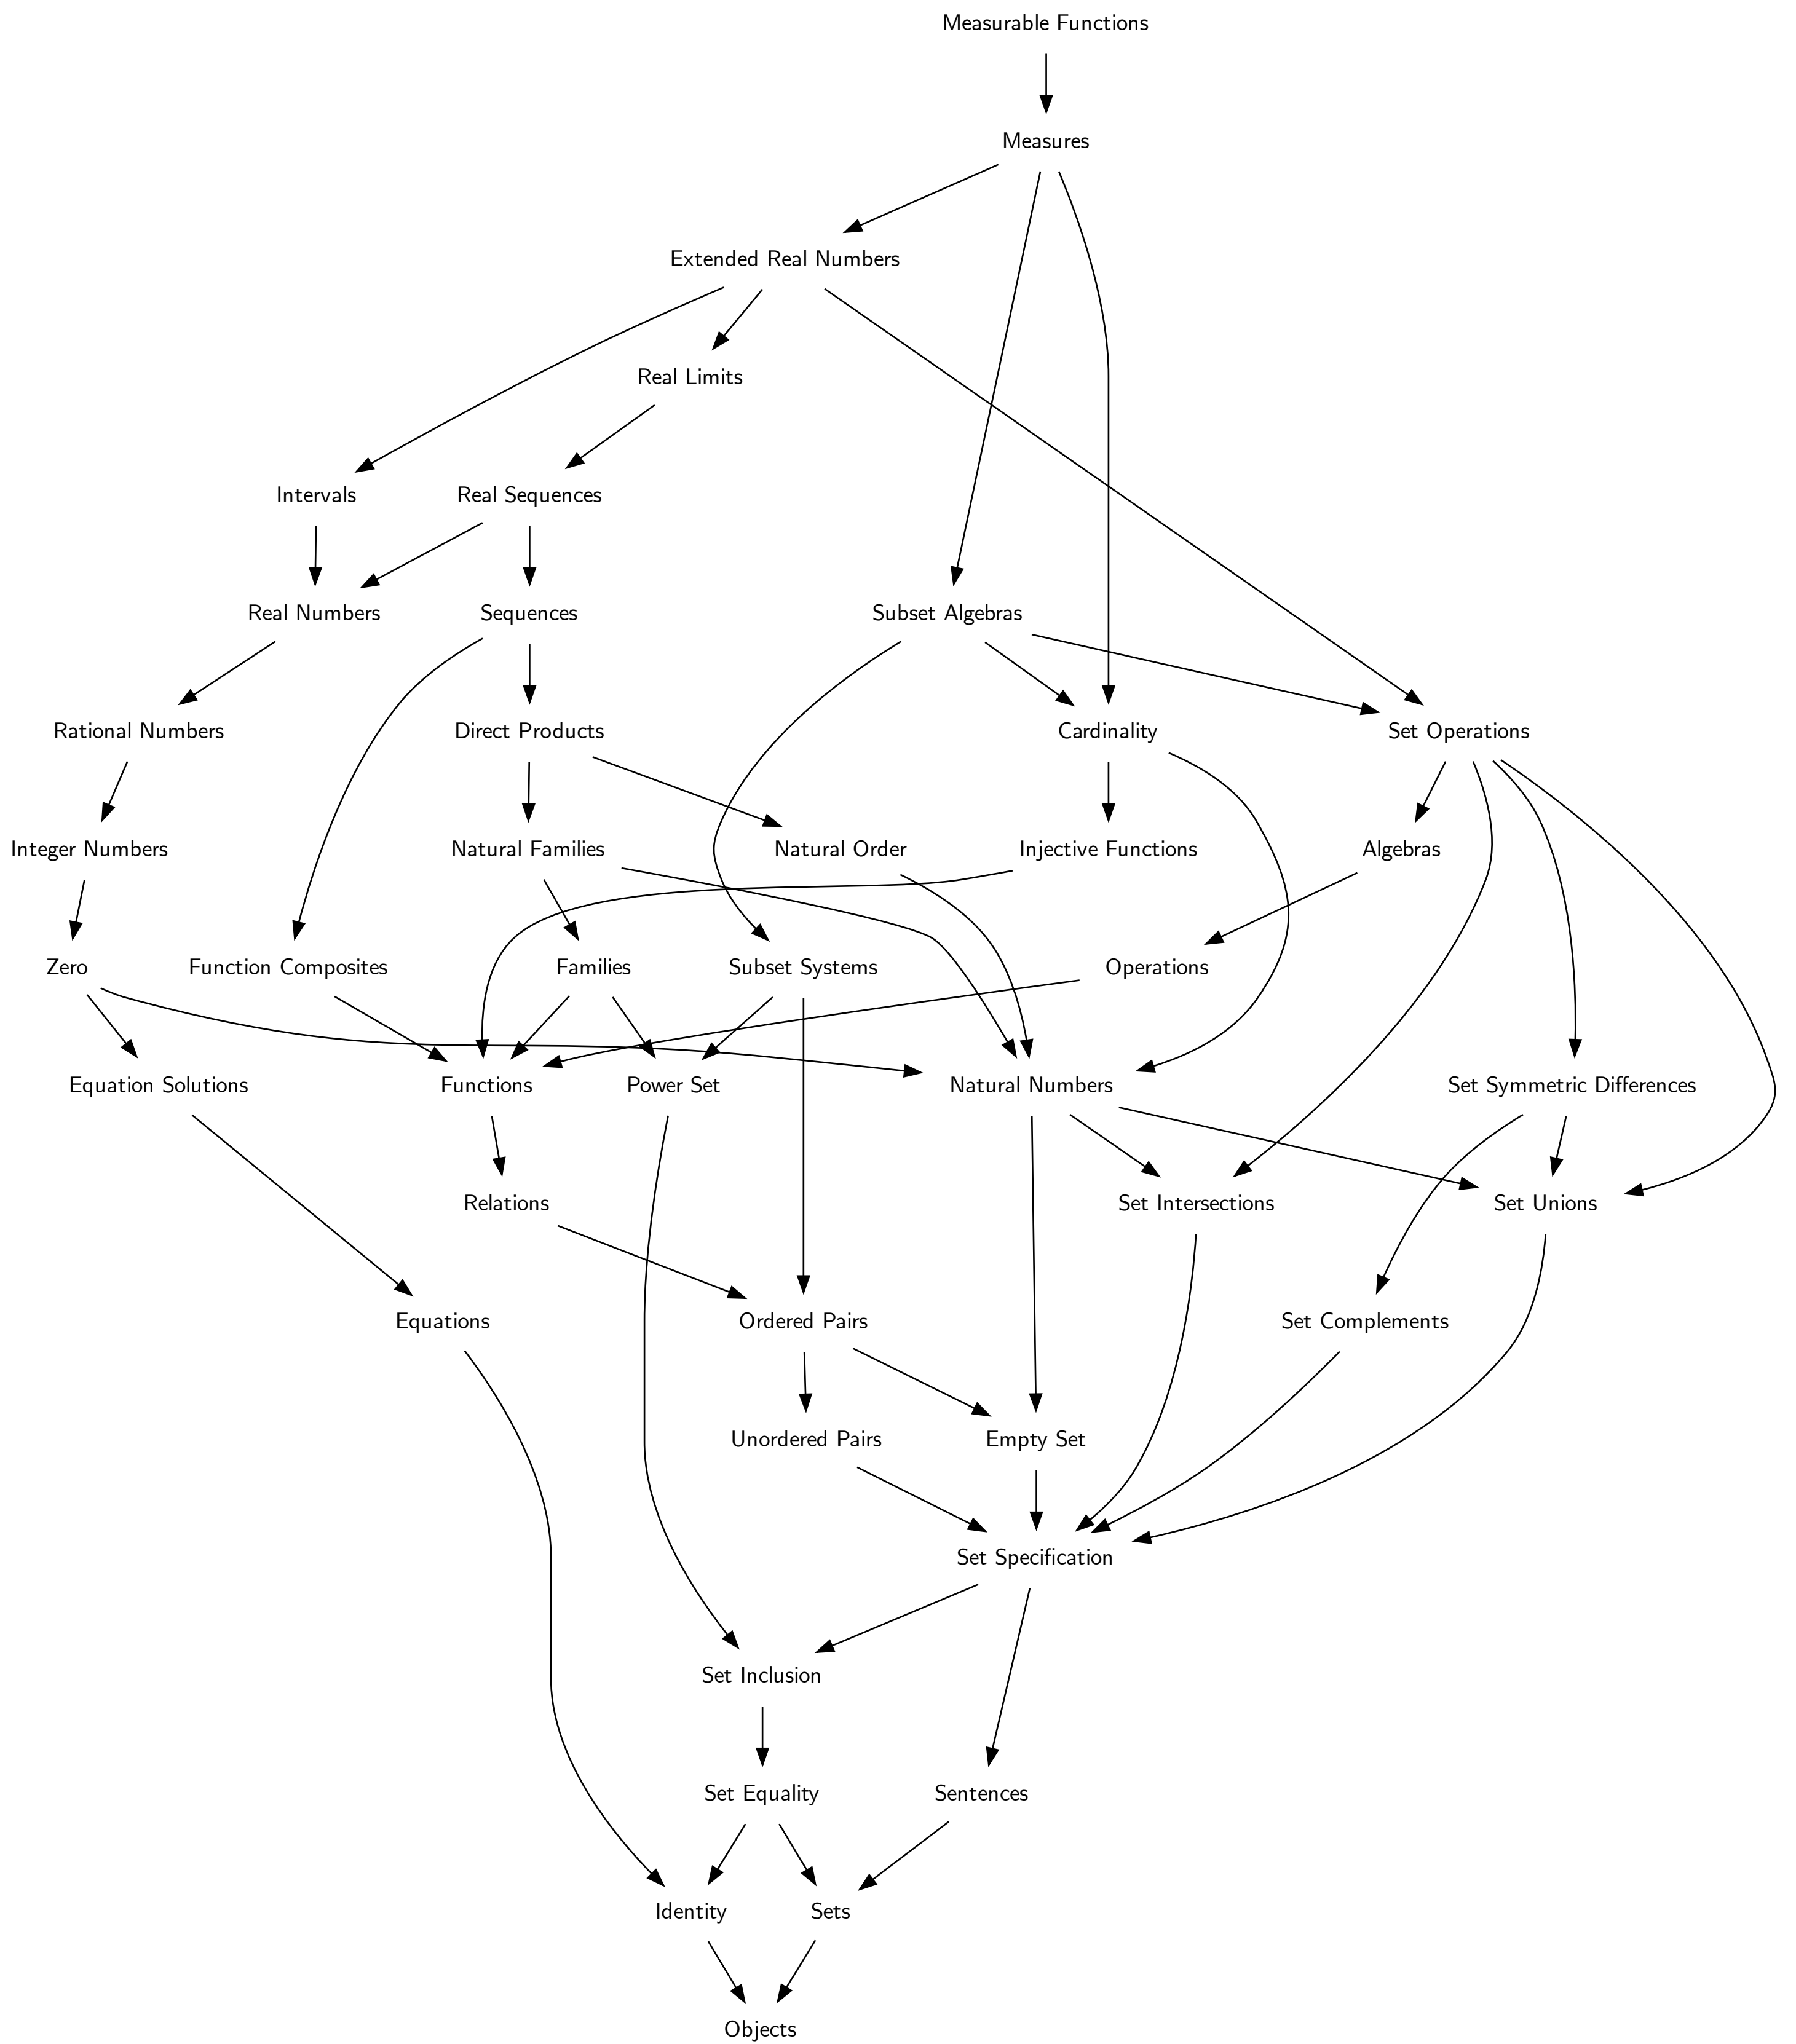 Measurable Functions
Measures
Extended Real Numbers
Real Limits
Intervals
Real Sequences
Real Numbers
Sequences
Subset Algebras
Rational Numbers
Direct Products
Cardinality
Set Operations
Integer Numbers
Natural Families
Natural Order
Injective Functions
Algebras
Zero
Function Composites
Families
Subset Systems
Operations
Equation Solutions
Functions
Power Set
Natural Numbers
Set Symmetric Differences
Relations
Set Intersections
Set Unions
Equations
Ordered Pairs
Set Complements
Unordered Pairs
Empty Set
Set Specification
Set Inclusion
Set Equality
Sentences
Identity
Sets
Objects